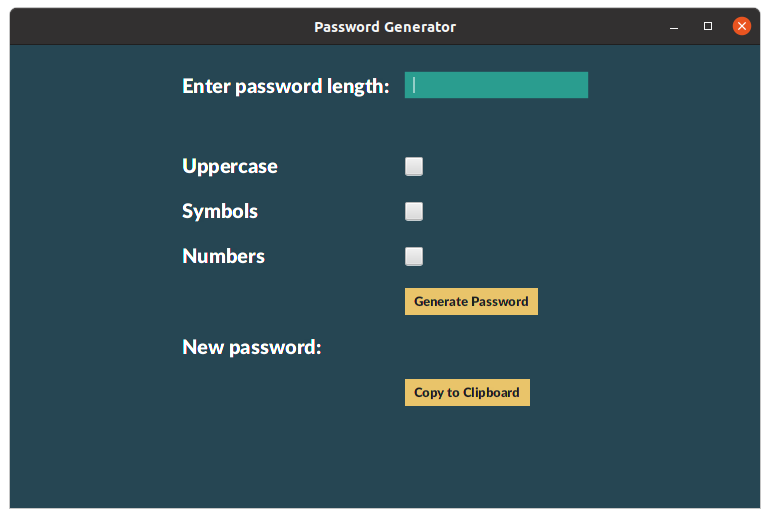 Password Generator
Enter password length:
Uppercase
Symbols
Numbers
Generate Password
New password:
Copy to Clipboard